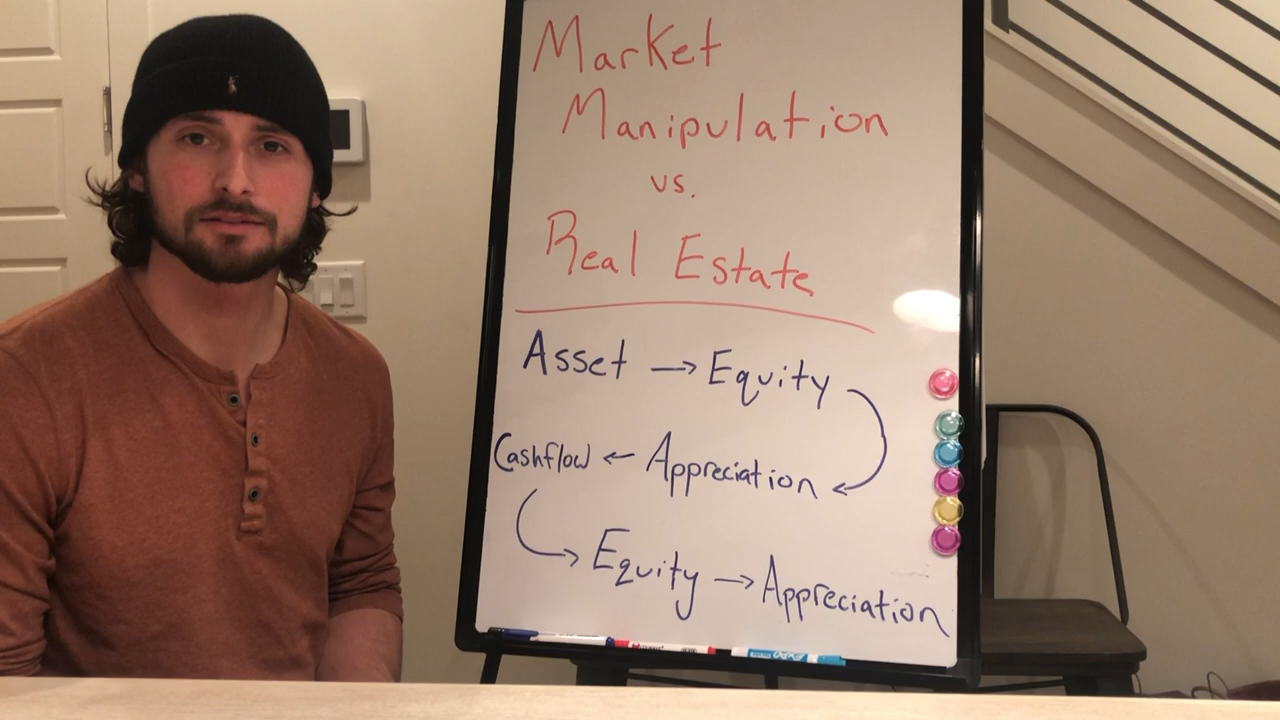 Market
Manipulation
vs.
Real Estate
Asset → Equity
Cashflow ← Appreciation
Equity → Appreciation